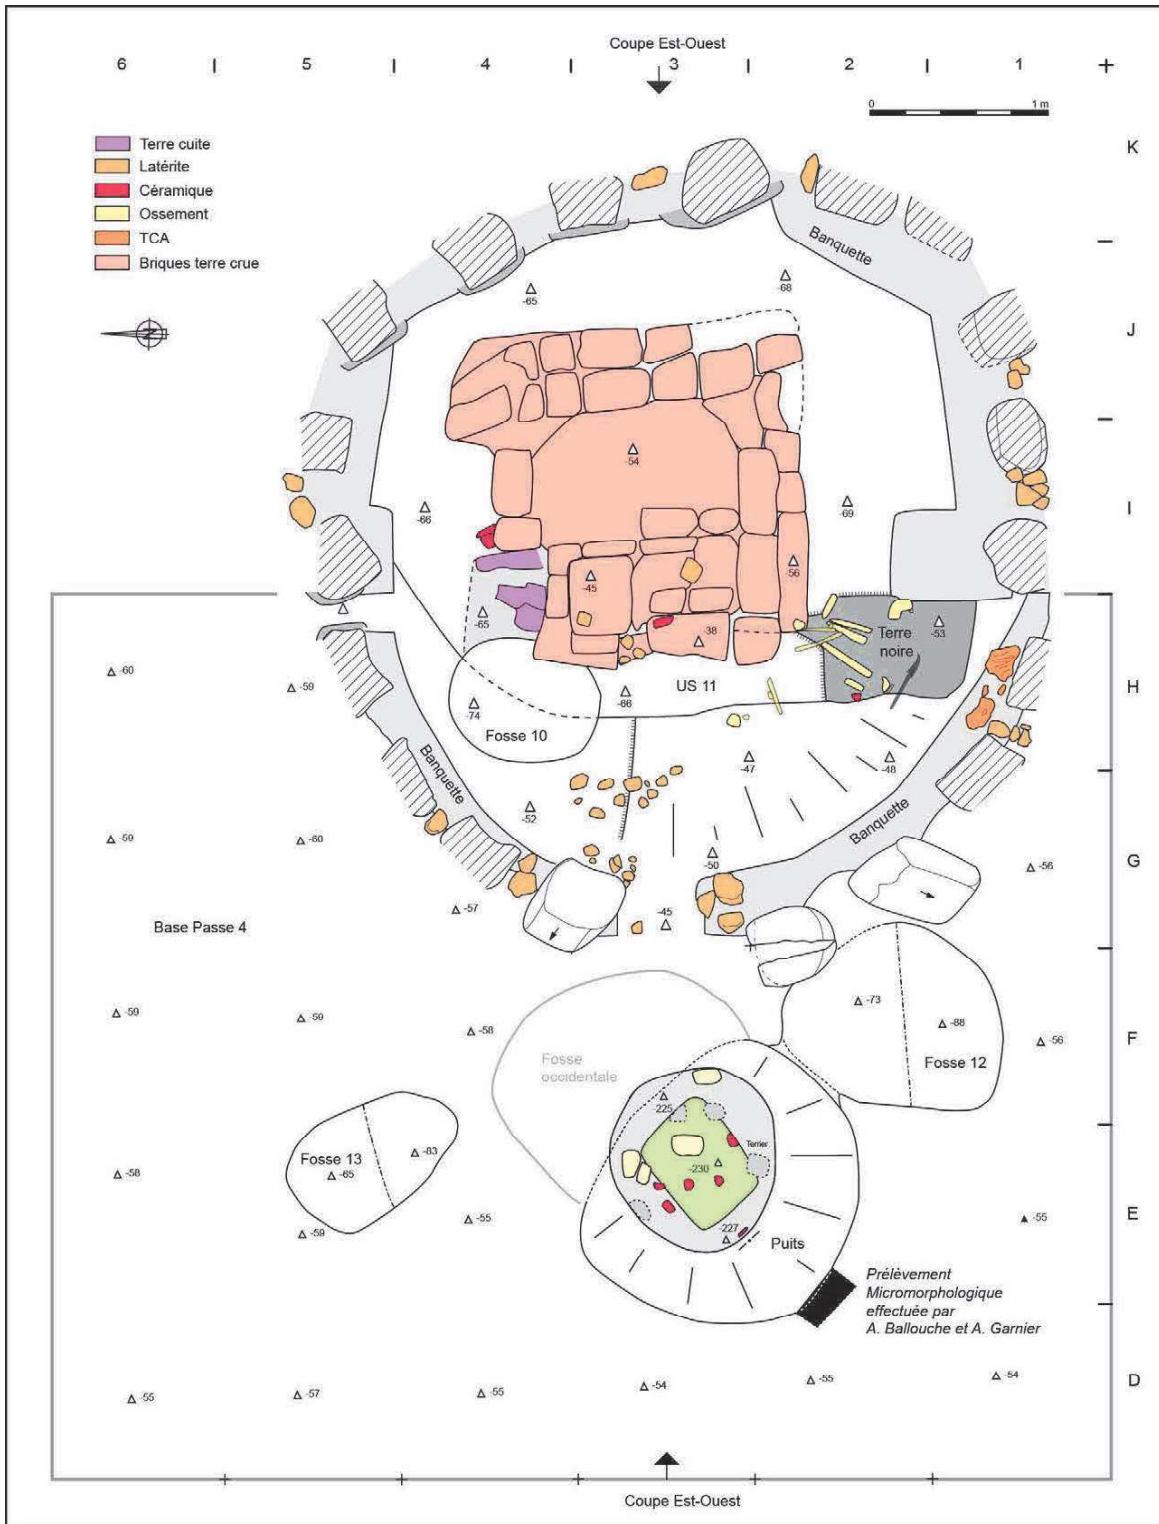 Coupe Est-Ouest
6 5 4 3 2 1
0 1 m
Terre cuite
Latérite
Céramique
Ossement
TCA
Briques terre crue
N
K
Banquette
-65
-68
J
-54
-66
-69
I
-45
-56
-65
-38
Terre
noire
-53
-60
-59
US 11
-66
H
-74
Fosse 10
-47
-48
Banquette
-52
Banquette
-59
-60
-50
-56
G
-57
-45
Base Passe 4
-59
-59
-58
-73
-88
-56
F
Fosse
occidentale
Fosse 12
-225
Terrier
Fosse 13
-83
-65
-58
-230
-59
-55
-227
Puits
-55
E
Prélèvement
Micromorphologique
effectuée par
A. Ballouche et A. Garnier
-55
-57
-55
-54
-55
-54
D
Coupe Est-Ouest